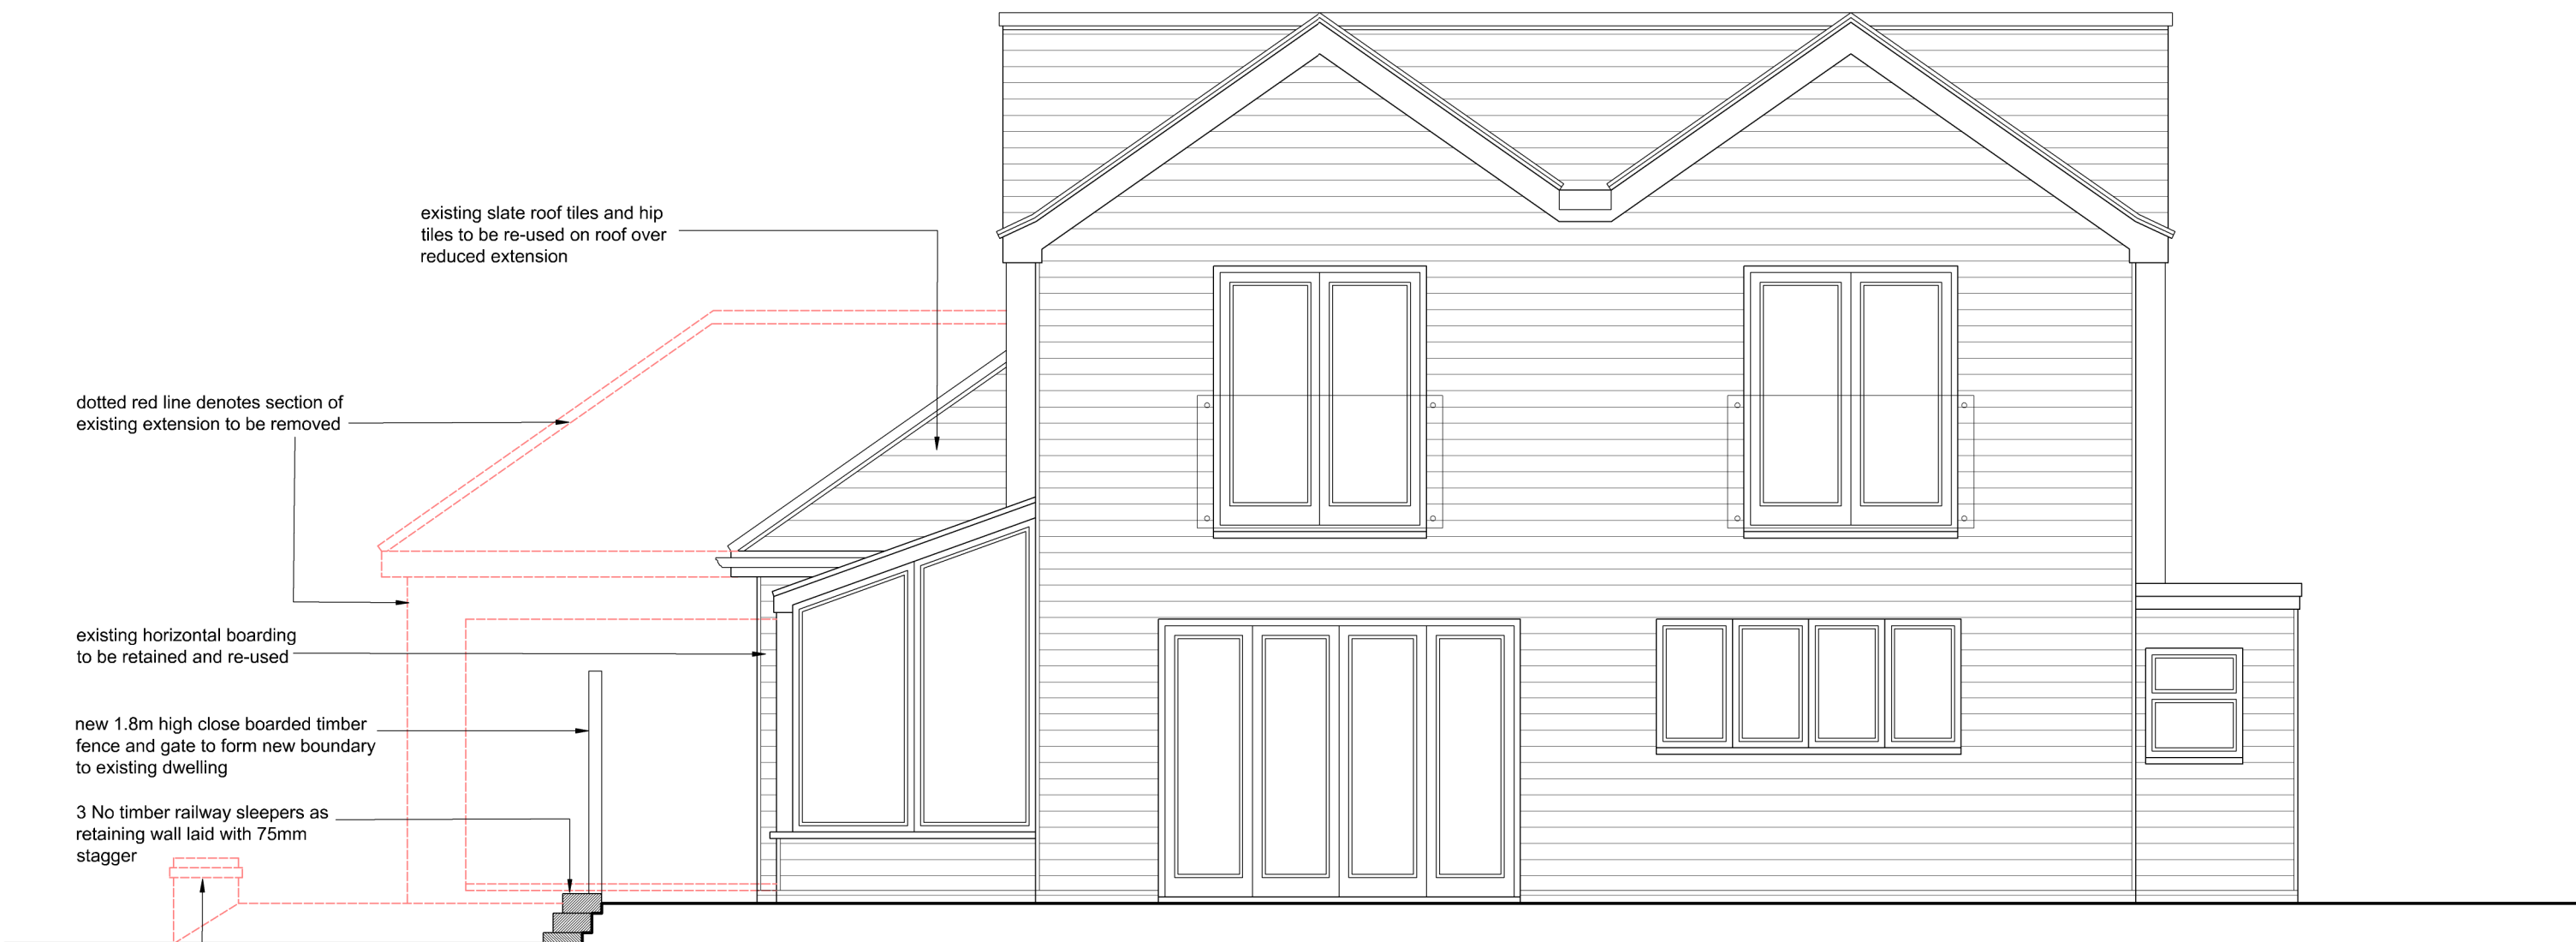 existing slate roof tiles and hip
tiles to be re-used on roof over
reduced extension
dotted red line denotes section of
existing extension to be removed
existing horizontal boarding
to be retained and re-used
new 1.8m high close boarded timber
fence and gate to form new boundary
to existing dwelling
3 No timber railway sleepers as
retaining wall laid with 75mm
stagger